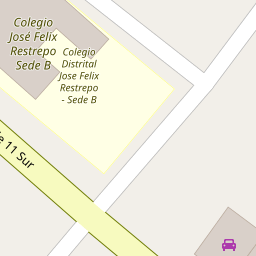 Colegio
José Felix
Restrepo
Sede B
Colegio
Distrital
Jose Felix
Restrepo
- Sede B
11 Sur